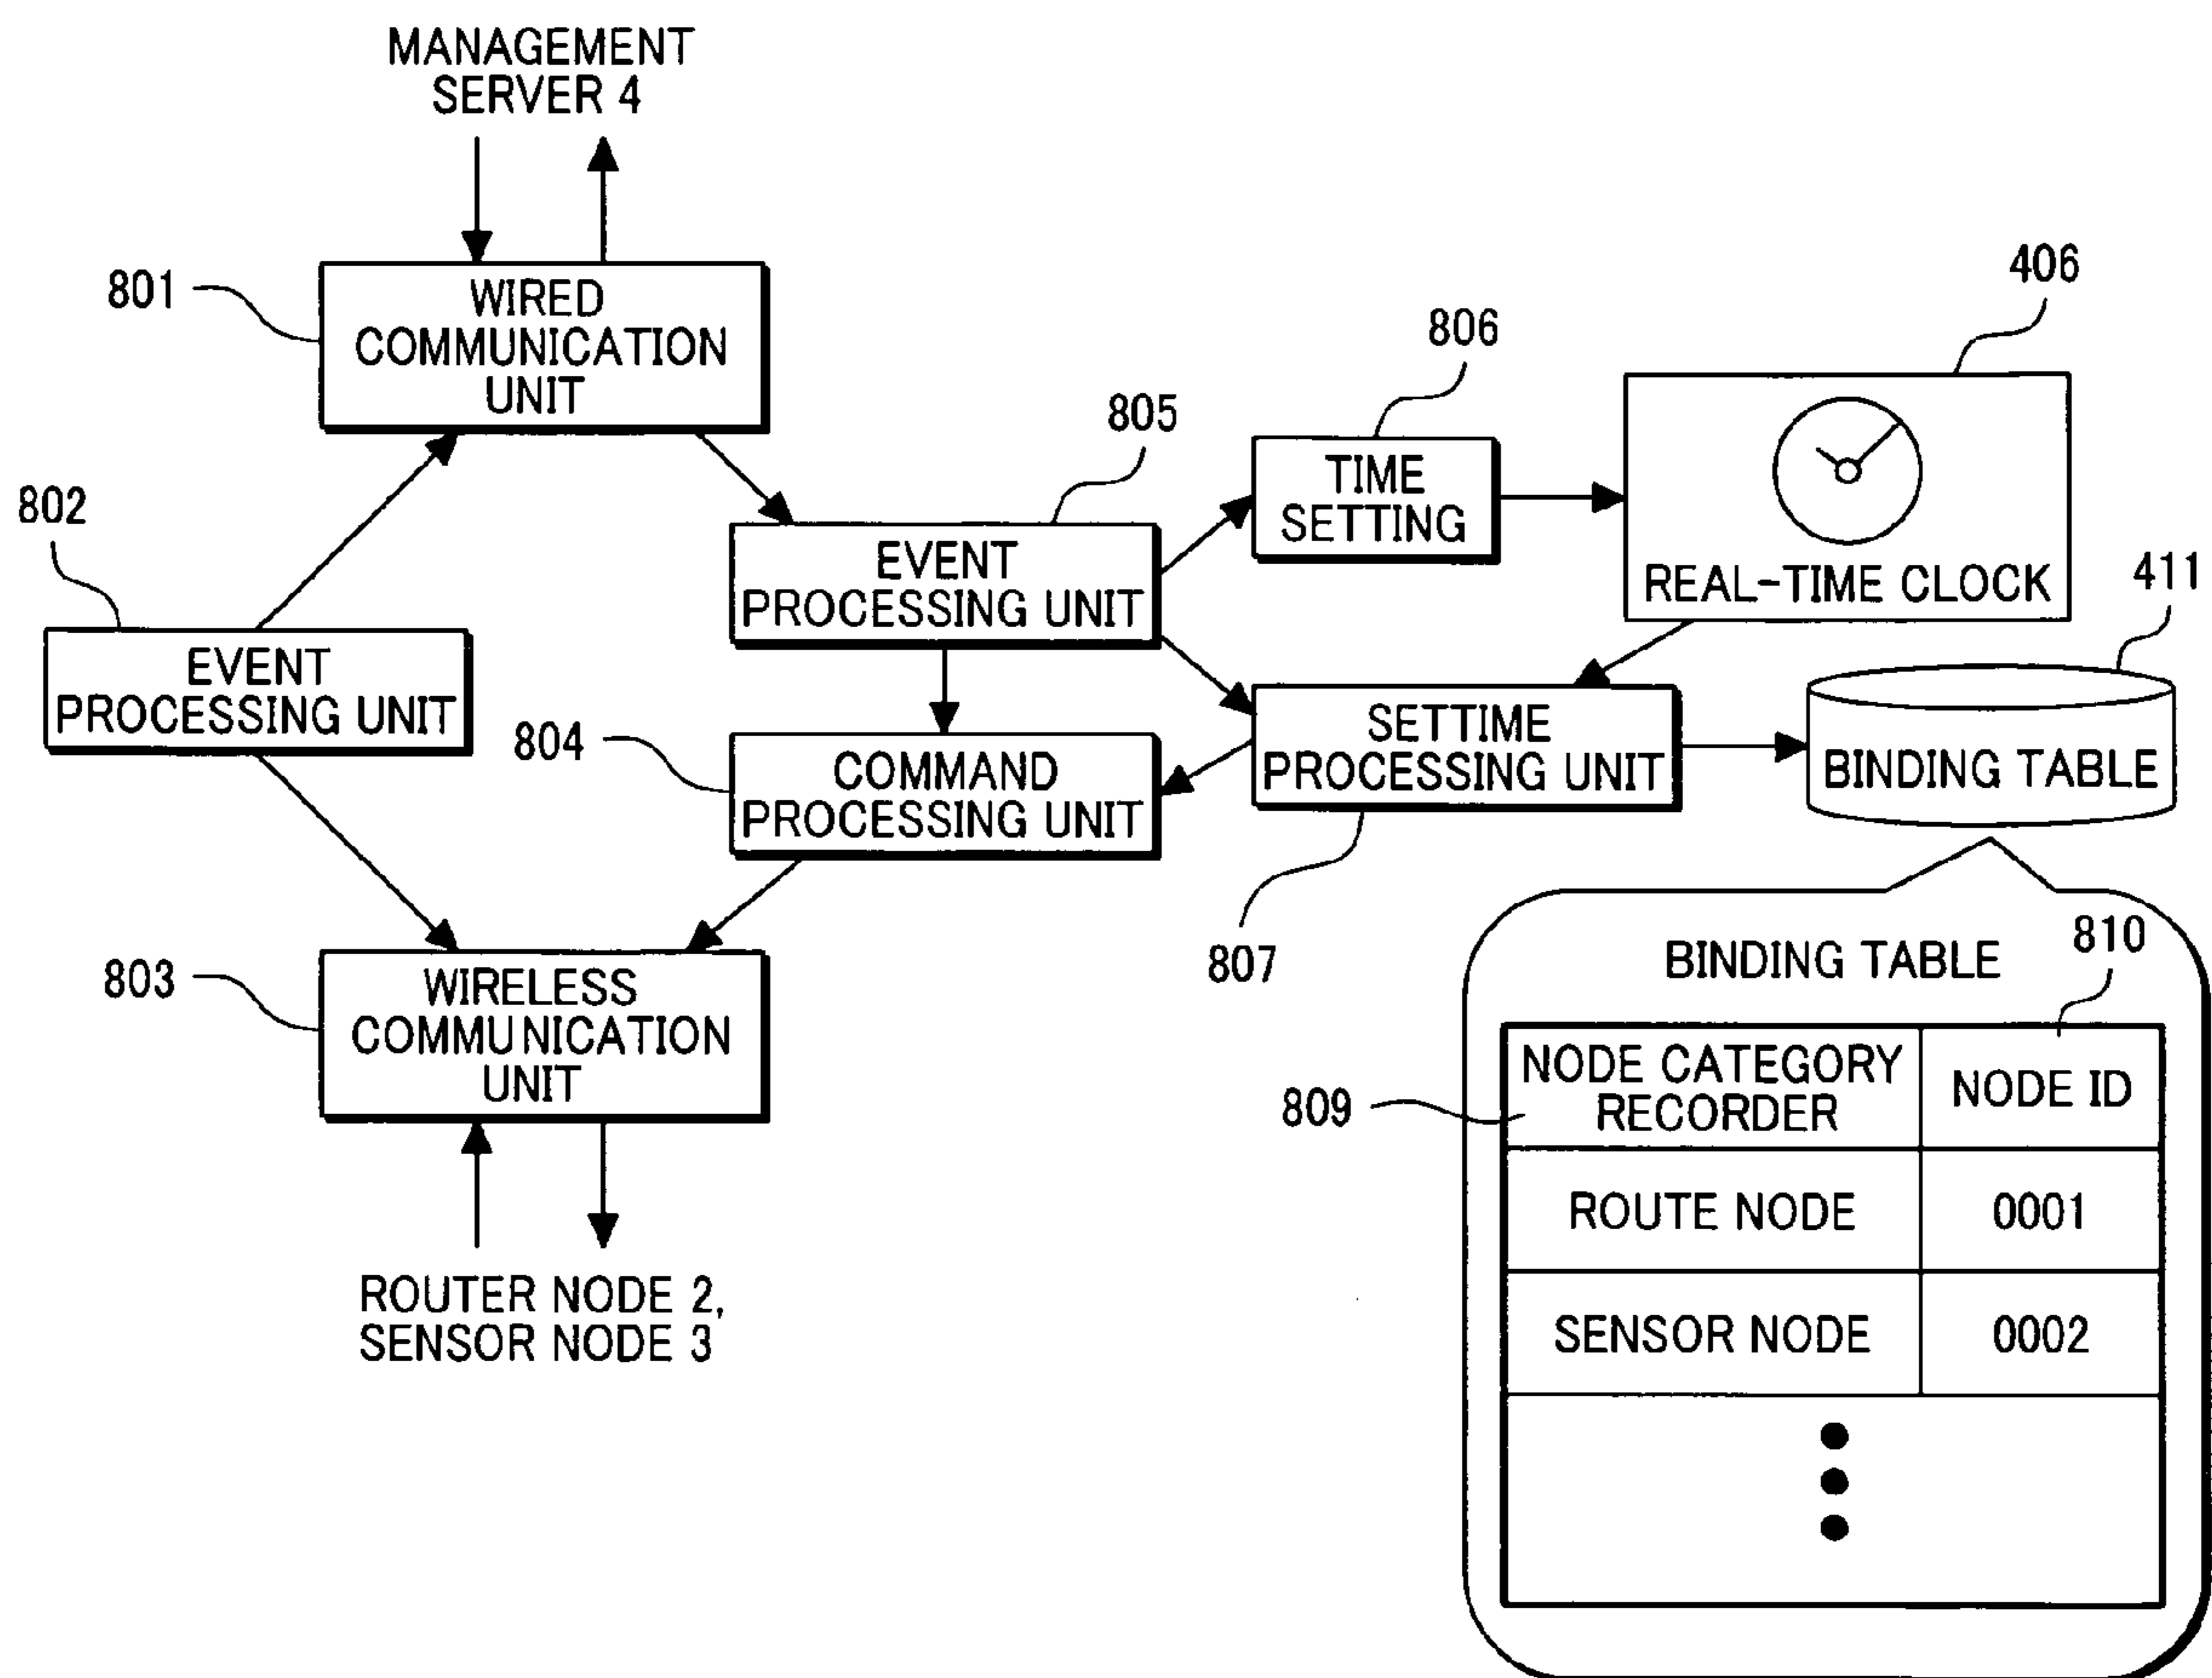 MANAGEMENT
SERVER 4
801
WIRED
COMMUNICATION
UNIT
406
806
805
TIME
SETTING
REAL-TIME CLOCK
802
EVENT
PROCESSING UNIT
411
EVENT
PROCESSING UNIT
804
COMMAND
PROCESSING UNIT
SETTIME
PROCESSING UNIT
BINDING TABLE
807
803
WIRELESS
COMMUNICATION
UNIT
BINDING TABLE
810
809
NODE CATEGORY
RECORDER
NODE ID
ROUTE NODE
0001
SENSOR NODE
0002
ROUTER NODE 2,
SENSOR NODE 3